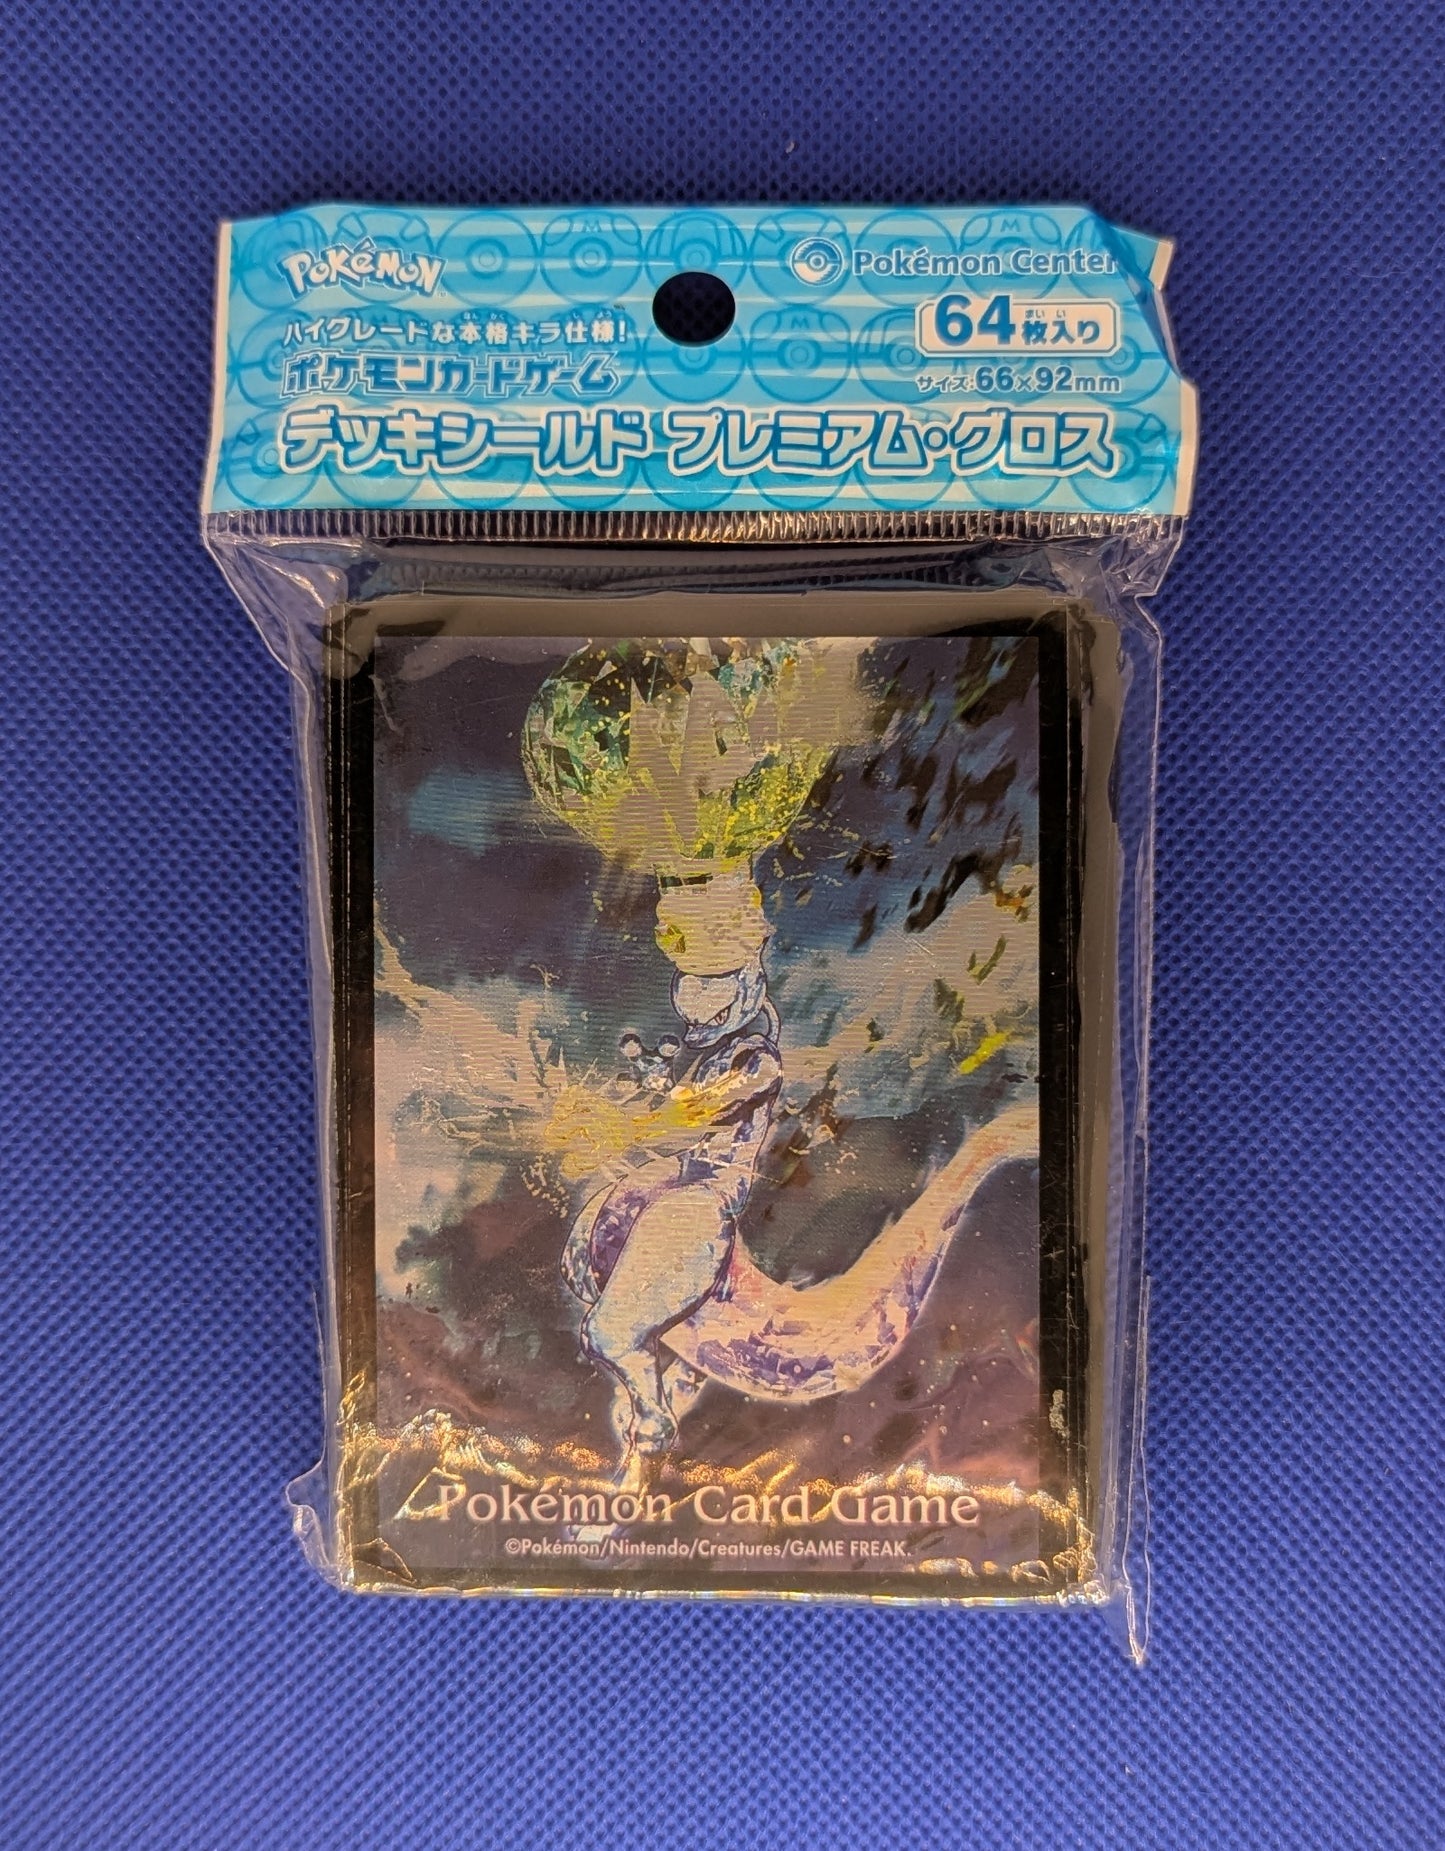 Pokémon
Pokémon Center
ハイグレードな本格キラ仕様!
64枚入り
ポケモンカードゲーム
サイズ:66×92mm
デッキシールド プレミアム・グロス
Pokémon Card Game
©Pokémon/Nintendo/Creatures/GAME FREAK.